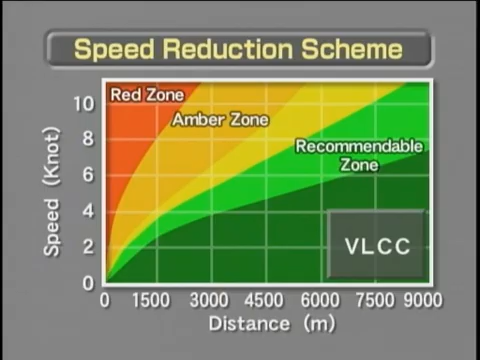 Speed Reduction Scheme
Red Zone
Amber Zone
Recommendable
Zone
VLCC
Speed (Knot)
10
8
6
4
2
0
0 1500 3000 4500 6000 7500 9000
Distance (m)